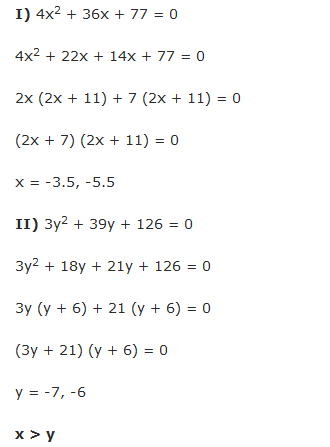 I) 4x² + 36x + 77 = 0
4x² + 22x + 14x + 77 = 0
2x (2x + 11) + 7 (2x + 11) = 0
(2x + 7) (2x + 11) = 0
x = -3.5, -5.5
II) 3y² + 39y + 126 = 0
3y² + 18y + 21y + 126 = 0
3y (y + 6) + 21 (y + 6) = 0
(3y + 21) (y + 6) = 0
y = -7, -6
x > y